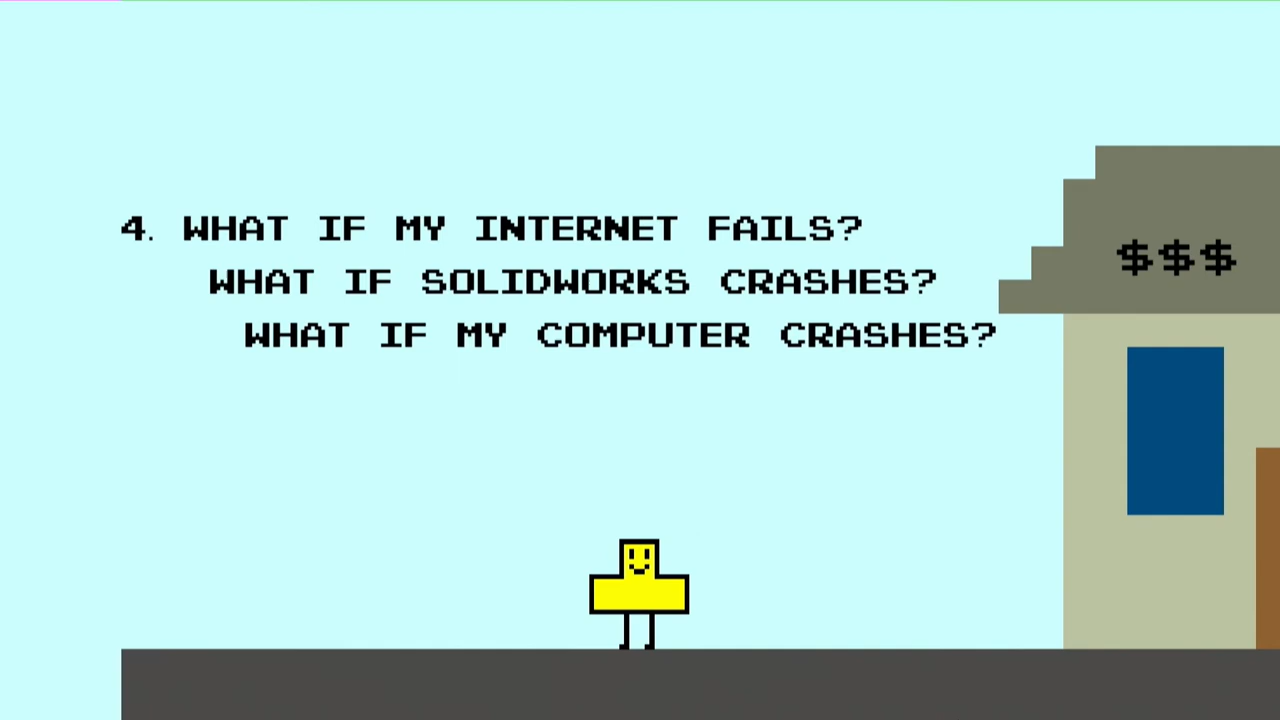 4. WHAT IF MY INTERNET FAILS?
WHAT IF SOLIDWORKS CRASHES?
WHAT IF MY COMPUTER CRASHES?
$$$